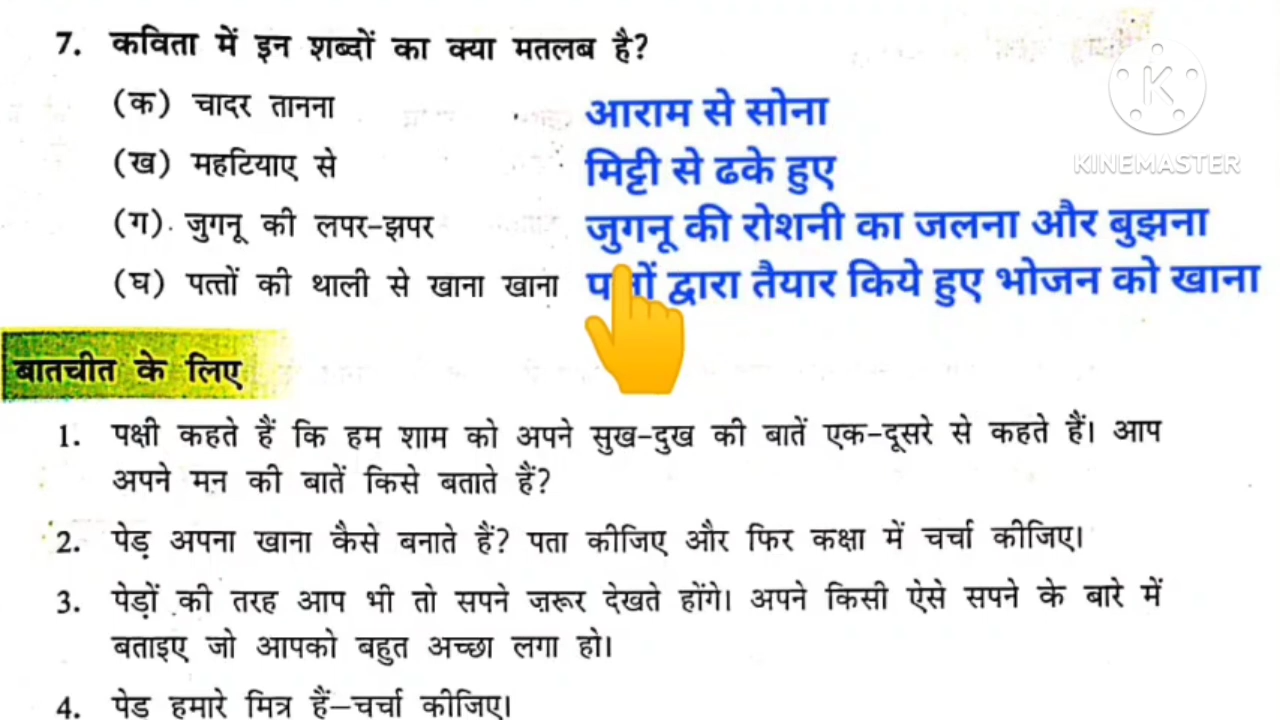 7. कविता में इन शब्दों का क्या मतलब है?
(क) चादर तानना आराम से सोना
(ख) महटियाए से मिट्टी से ढके हुए
(ग) जुगनू की लपर-झपर जुगनू की रोशनी का जलना और बुझना
(घ) पत्तों की थाली से खाना खाना द्वारा तैयार किये हुए भोजन को खाना
K
KINEMASTER
बातचीत के लिए
1. पक्षी कहते हैं कि हम शाम को अपने सुख-दुख की बातें एक-दूसरे से कहते हैं। आप
अपने मन की बातें किसे बताते हैं?
2. पेड़ अपना खाना कैसे बनाते हैं? पता कीजिए और फिर कक्षा में चर्चा कीजिए।
3. पेड़ों की तरह आप भी तो सपने ज़रूर देखते होंगे। अपने किसी ऐसे सपने के बारे में
बताइए जो आपको बहुत अच्छा लगा हो।
4. पेड़ हमारे मित्र हैं—चर्चा कीजिए।